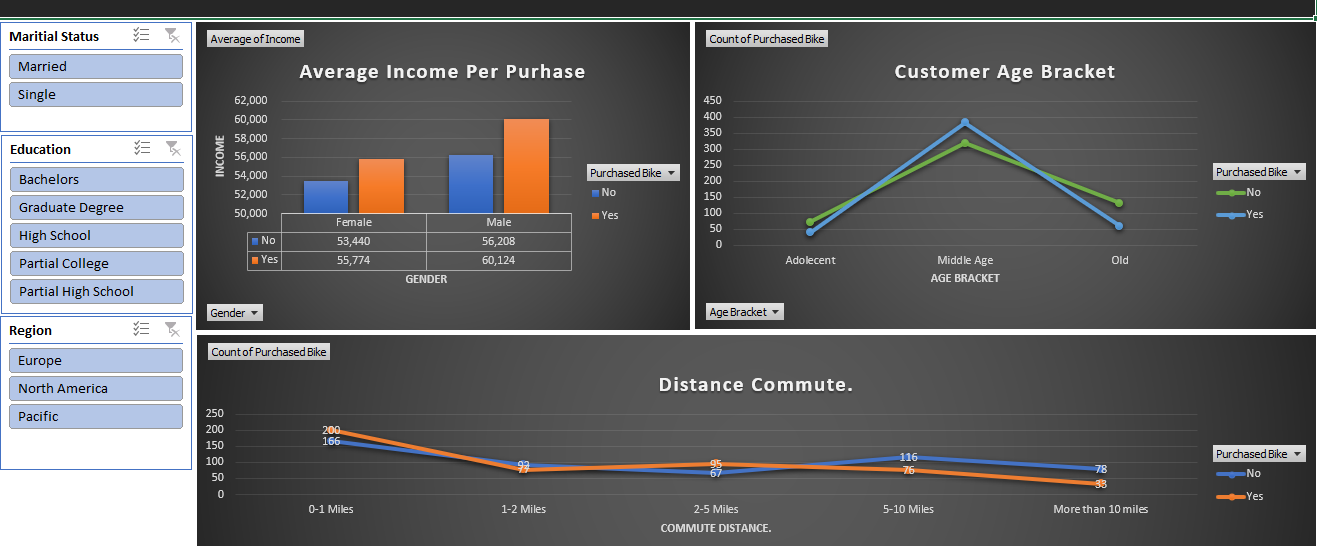 Maritial Status
Married
Single
Education
Bachelors
Graduate Degree
High School
Partial College
Partial High School
Region
Europe
North America
Pacific
Average of Income
Average Income Per Purhase
62,000
60,000
58,000
56,000
54,000
52,000
50,000
INCOME
Female Male
No 53,440 56,208
Yes 55,774 60,124
GENDER
Purchased Bike
No
Yes
Gender
Count of Purchased Bike
Customer Age Bracket
450
400
350
300
250
200
150
100
50
0
Adolecent Middle Age Old
AGE BRACKET
Purchased Bike
No
Yes
Age Bracket
Count of Purchased Bike
Distance Commute.
250
200
150
100
50
0
200
166
92
77
95
67
116
76
78
33
0-1 Miles 1-2 Miles 2-5 Miles 5-10 Miles More than 10 miles
COMMUTE DISTANCE.
Purchased Bike
No
Yes